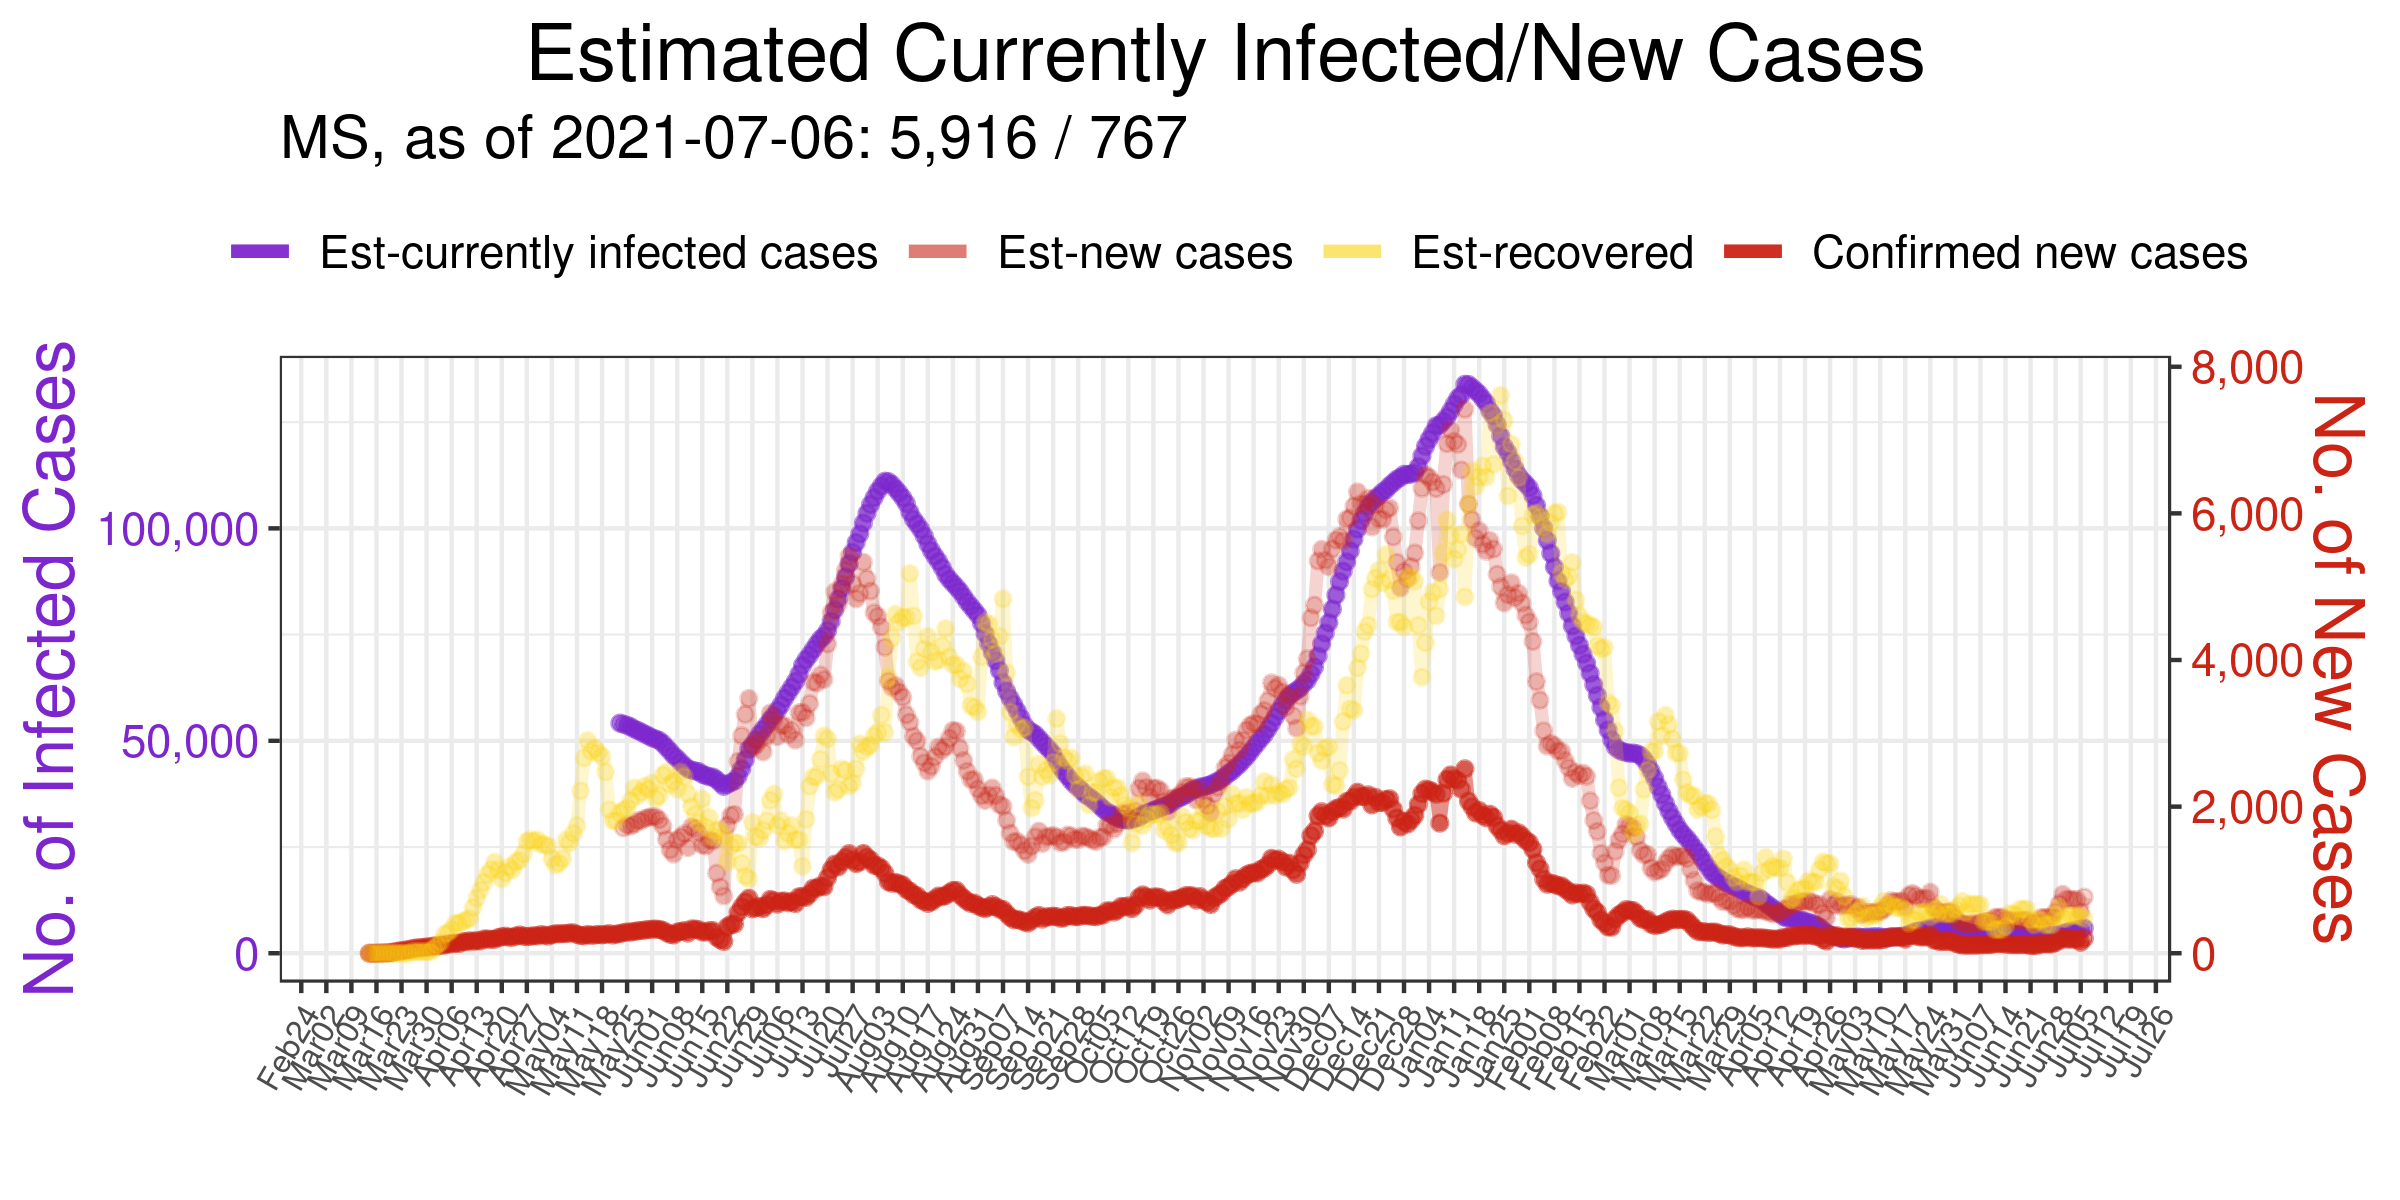 Estimated Currently Infected/New Cases
MS, as of 2021-07-06: 5,916 / 767
Est-currently infected cases
Est-new cases
Est-recovered
Confirmed new cases
No. of Infected Cases
100,000
50,000
0
8,000
6,000
4,000
2,000
0
No. of New Cases
Feb24
Mar02
Mar09
Mar16
Mar23
Mar30
Apr06
Apr13
Apr20
Apr27
May04
May11
May18
May25
Jun01
Jun08
Jun15
Jun22
Jun29
Jul06
Jul13
Jul20
Jul27
Aug03
Aug10
Aug17
Aug24
Aug31
Sep07
Sep14
Sep21
Sep28
Oct05
Oct12
Oct19
Oct26
Nov02
Nov09
Nov16
Nov23
Nov30
Dec07
Dec14
Dec21
Dec28
Jan04
Jan11
Jan18
Jan25
Feb01
Feb08
Feb15
Feb22
Mar01
Mar08
Mar15
Mar22
Mar29
Apr05
Apr12
Apr19
Apr26
May03
May10
May17
May24
May31
Jun07
Jun14
Jun21
Jun28
Jul05
Jul12
Jul19
Jul26